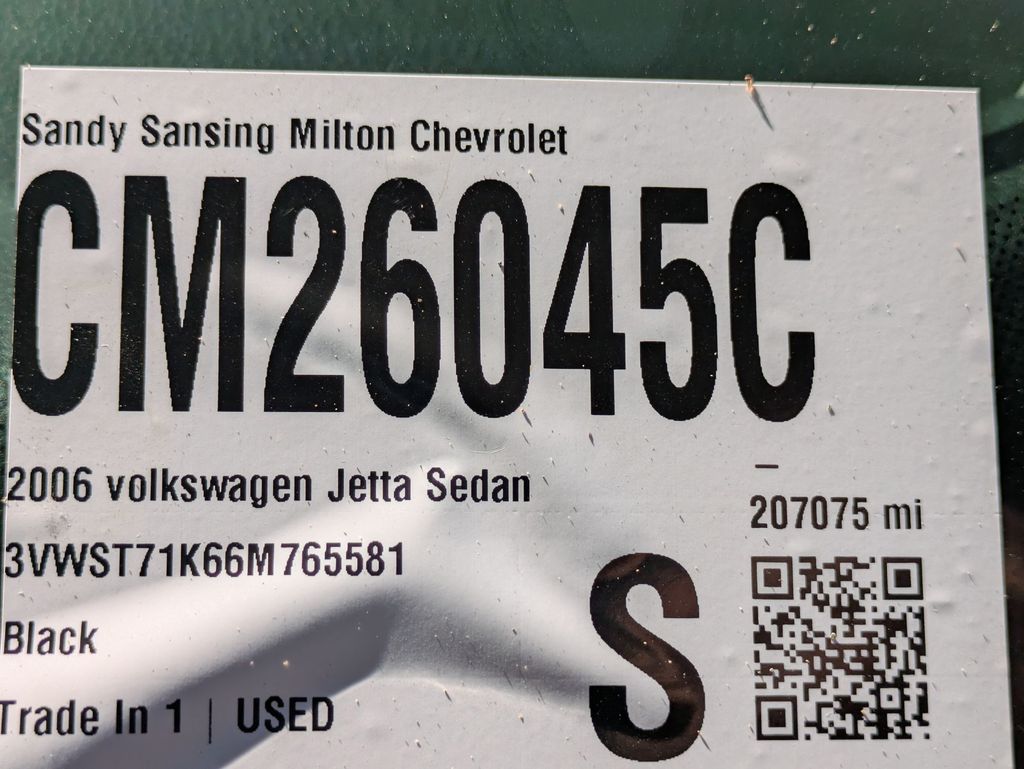 Sandy Sansing Milton Chevrolet
CM26045C
2006 volkswagen Jetta Sedan
–
207075 mi
3VWST71K66M765581
Black
S
Trade In 1 | USED